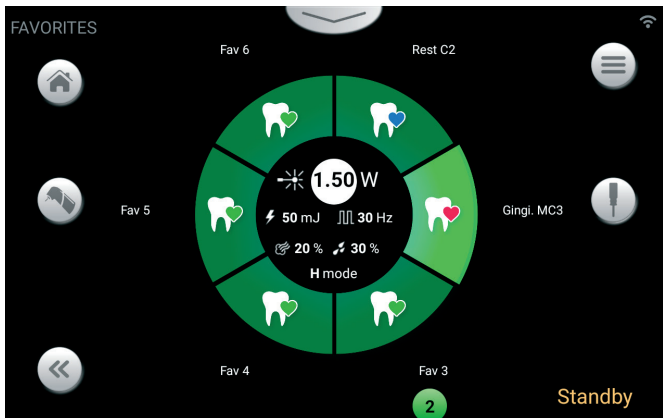 FAVORITES
Fav 6
Rest C2
1.50 W
50 mJ 30 Hz
Fav 5
Gingi. MC3
20 % 30 %
H mode
Fav 4
Fav 3
2
Standby